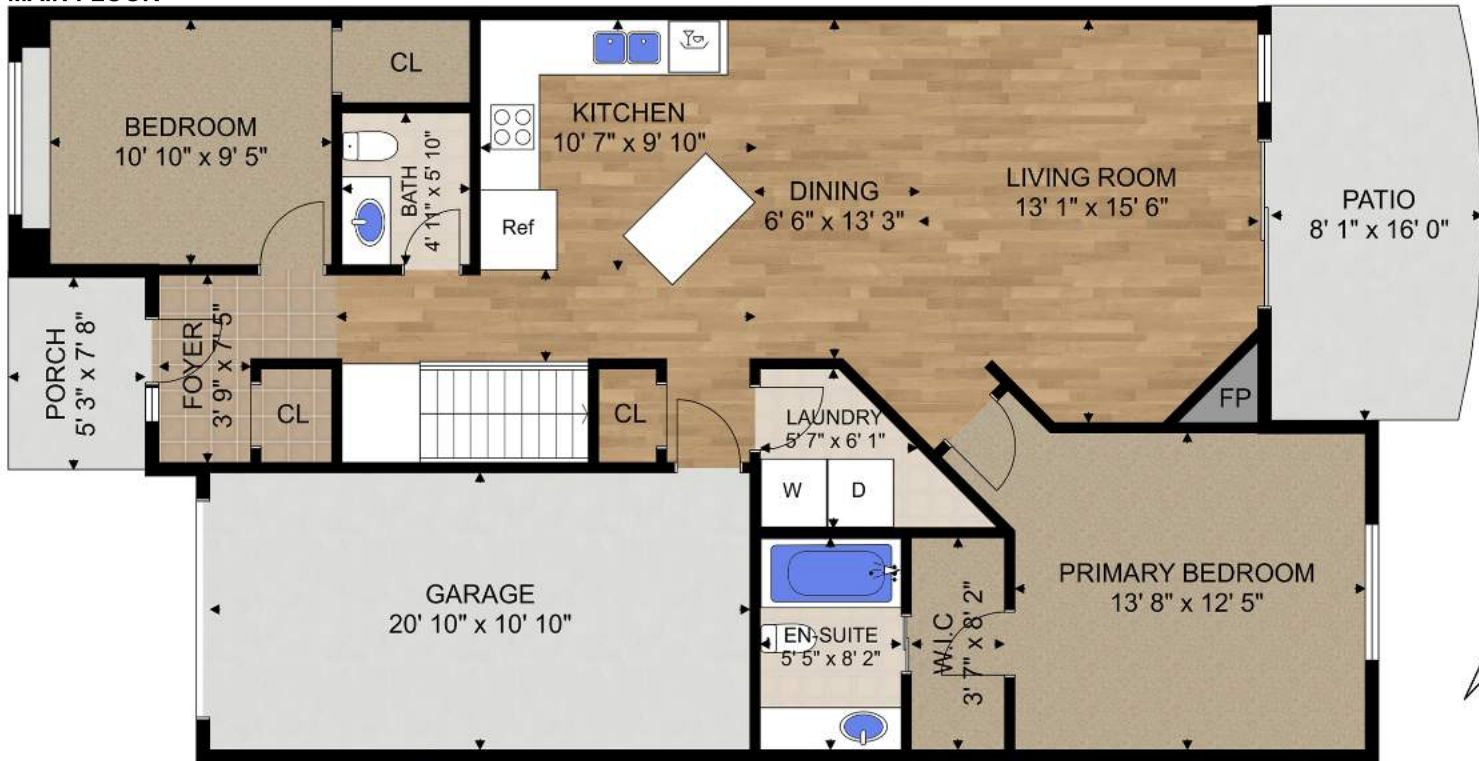 MAIN FLOOR
BEDROOM
10' 10" x 9' 5"
CL
BATH
4' 11" x 5' 10"
KITCHEN
10' 7" x 9' 10"
Ref
DINING
6' 6" x 13' 3"
LIVING ROOM
13' 1" x 15' 6"
PATIO
8' 1" x 16' 0"
PORCH
5' 3" x 7' 8"
FOYER
3' 9" x 7' 5"
CL
CL
LAUNDRY
5' 7" x 6' 1"
W
D
FP
GARAGE
20' 10" x 10' 10"
EN-SUITE
5' 5" x 8' 2"
W.I.C
3' 7" x 8' 2"
PRIMARY BEDROOM
13' 8" x 12' 5"